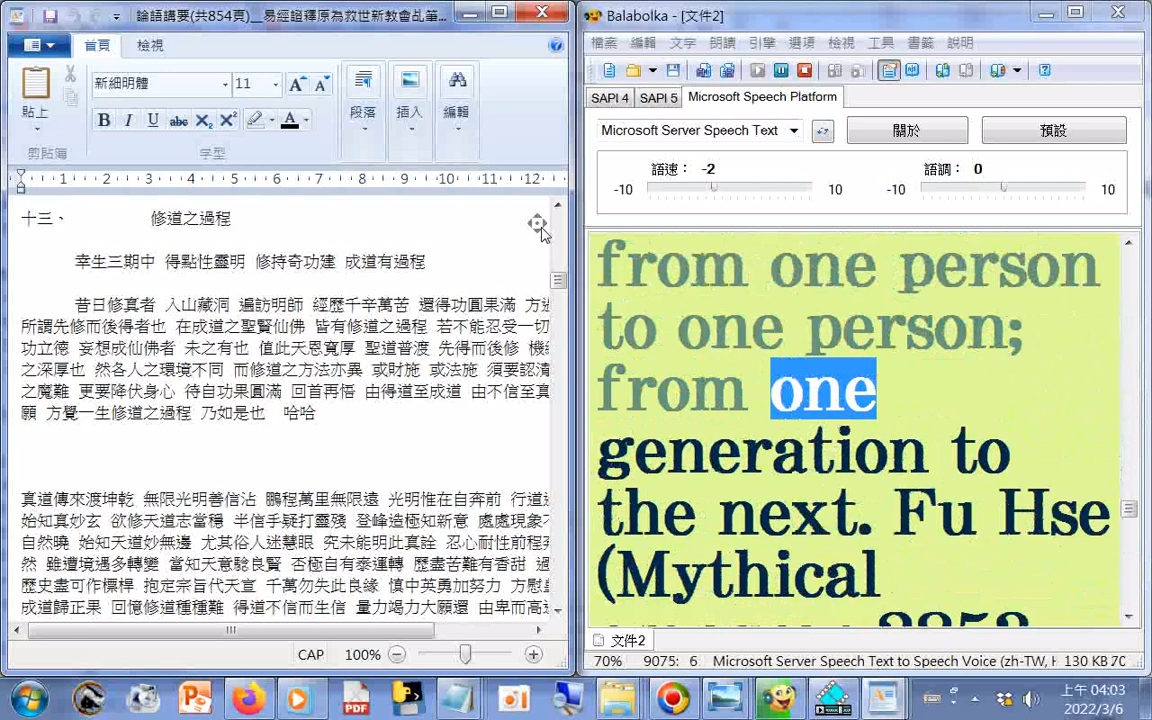 論語講要(共854頁)__易經證釋原為救世新教會乩筆...
首頁 檢視
貼上
剪貼簿
新細明體 11
B I U abc X₂ X²
字型
段落
插入
編輯
1 2 3 4 5 6 7 8 9 10 11 12
十三、 修道之過程
幸生三期中 得點性靈明 修持奇功建 成道有過程
昔日修真者 入山藏洞 遍訪明師 經歷千辛萬苦 還得功圓果滿 方
所謂先修而後得者也 在成道之聖賢仙佛 皆有修道之過程 若不能忍受一切
功立德 妄想成仙佛者 未之有也 值此天恩寬厚 聖道普渡 先得而後修 機
之深厚也 然各人之環境不同 而修道之方法亦異 或財施 或法施 須要認清
之魔難 更要降伏身心 待自功果圓滿 回首再悟 由得道至成道 由不信至真
願 方覺一生修道之過程 乃如是也 哈哈
真道傳來渡坤乾 無限光明善信沾 鵬程萬里無限遠 光明惟在自奔前 行道
始知真妙玄 欲修天道志當穩 半信半疑打靈殘 登峰造極知新意 處處現象
自然曉 始知天道妙無邊 尤其俗人迷慧眼 究未能明此真詮 忍心耐性前程
然 雖遭境遇多轉變 當知天意駼良賢 否極自有泰運轉 歷盡苦難有香甜 過
歷史盡可作標桿 抱定宗旨代天宣 千萬勿失此良緣 慎中英勇加努力 方慰
成道歸正果 回憶修道種種難 得道不信而生信 量力竭力大願還 由卑而高
CAP 100%
Balabolka - [文件2]
檔案 編輯 文字 朗讀 引擎 選項 檢視 工具 書籤 說明
SAPI 4 SAPI 5 Microsoft Speech Platform
Microsoft Server Speech Text 關於 預設
語速: -2 語調: 0
-10 10 -10 10
from one person
to one person;
from one
generation to
the next. Fu Hse
(Mythical
文件2
70% 9075: 6 Microsoft Server Speech Text to Speech Voice (zh-TW, H 130 KB
上午 04:03
2022/3/6